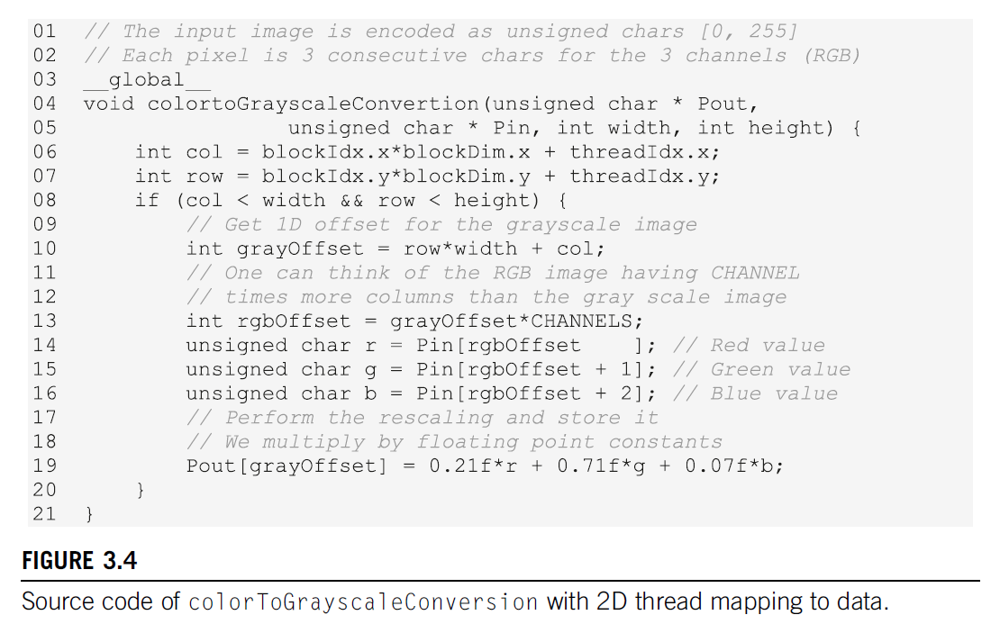 01 // The input image is encoded as unsigned chars [0, 255]
02 // Each pixel is 3 consecutive chars for the 3 channels (RGB)
03 __global__
04 void colortoGrayscaleConvertion(unsigned char * Pout,
05                 unsigned char * Pin, int width, int height) {
06     int col = blockIdx.x*blockDim.x + threadIdx.x;
07     int row = blockIdx.y*blockDim.y + threadIdx.y;
08     if (col < width && row < height) {
09         // Get 1D offset for the grayscale image
10         int grayOffset = row*width + col;
11         // One can think of the RGB image having CHANNEL
12         // times more columns than the gray scale image
13         int rgbOffset = grayOffset*CHANNELS;
14         unsigned char r = Pin[rgbOffset    ]; // Red value
15         unsigned char g = Pin[rgbOffset + 1]; // Green value
16         unsigned char b = Pin[rgbOffset + 2]; // Blue value
17         // Perform the rescaling and store it
18         // We multiply by floating point constants
19         Pout[grayOffset] = 0.21f*r + 0.71f*g + 0.07f*b;
20     }
21 }
FIGURE 3.4
Source code of colorToGrayscaleConversion with 2D thread mapping to data.